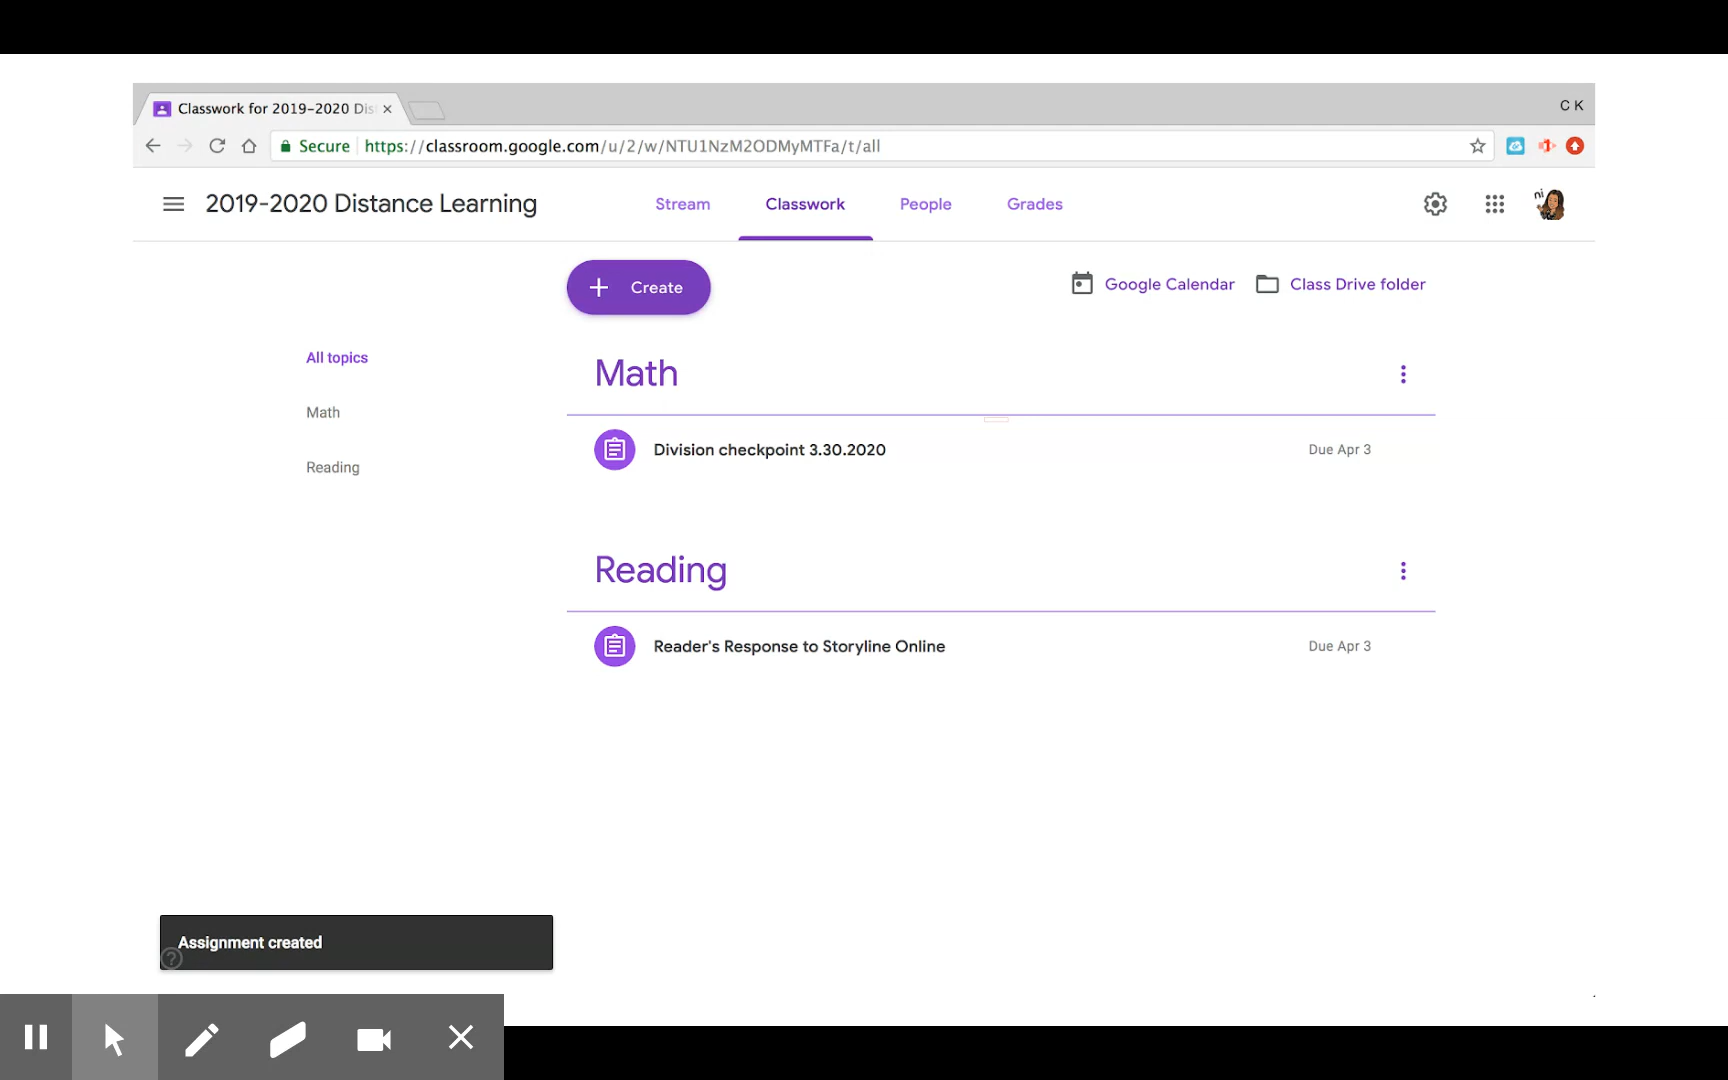 Classwork for 2019-2020 Dis
C K
Secure https://classroom.google.com/u/2/w/NTU1NzM2ODMyMTFa/t/all
2019-2020 Distance Learning Stream Classwork People Grades
ni
Create Google Calendar Class Drive folder
All topics
Math
Reading
Math
Division checkpoint 3.30.2020 Due Apr 3
Reading
Reader's Response to Storyline Online Due Apr 3
Assignment created
?